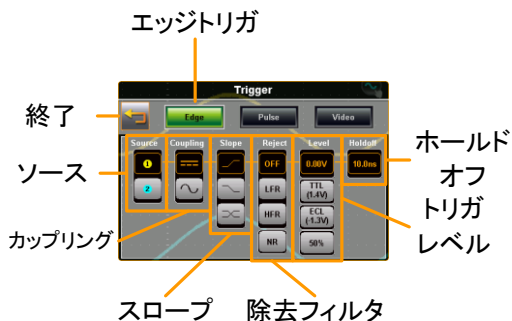 エッジトリガ
Trigger
終了
Edge Pulse Video
Source Coupling Slope Reject Level Holdoff
ソース
1 OFF 0.00V 10.0ns
2 LFR TTL
(1.4V)
HFR ECL
(-1.3V)
NR 50%
ホールド
オフ
トリガ
レベル
カップリング
スロープ 除去フィルタ